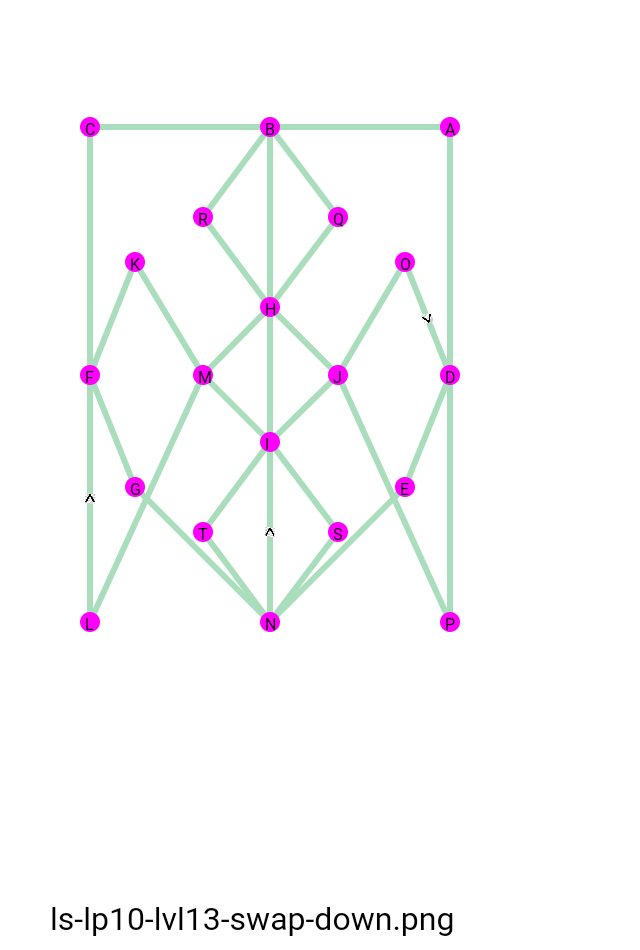 C B A
R Q
K O
H
F M J D
I
G E
T S
L N P
ls-lp10-lvl13-swap-down.png